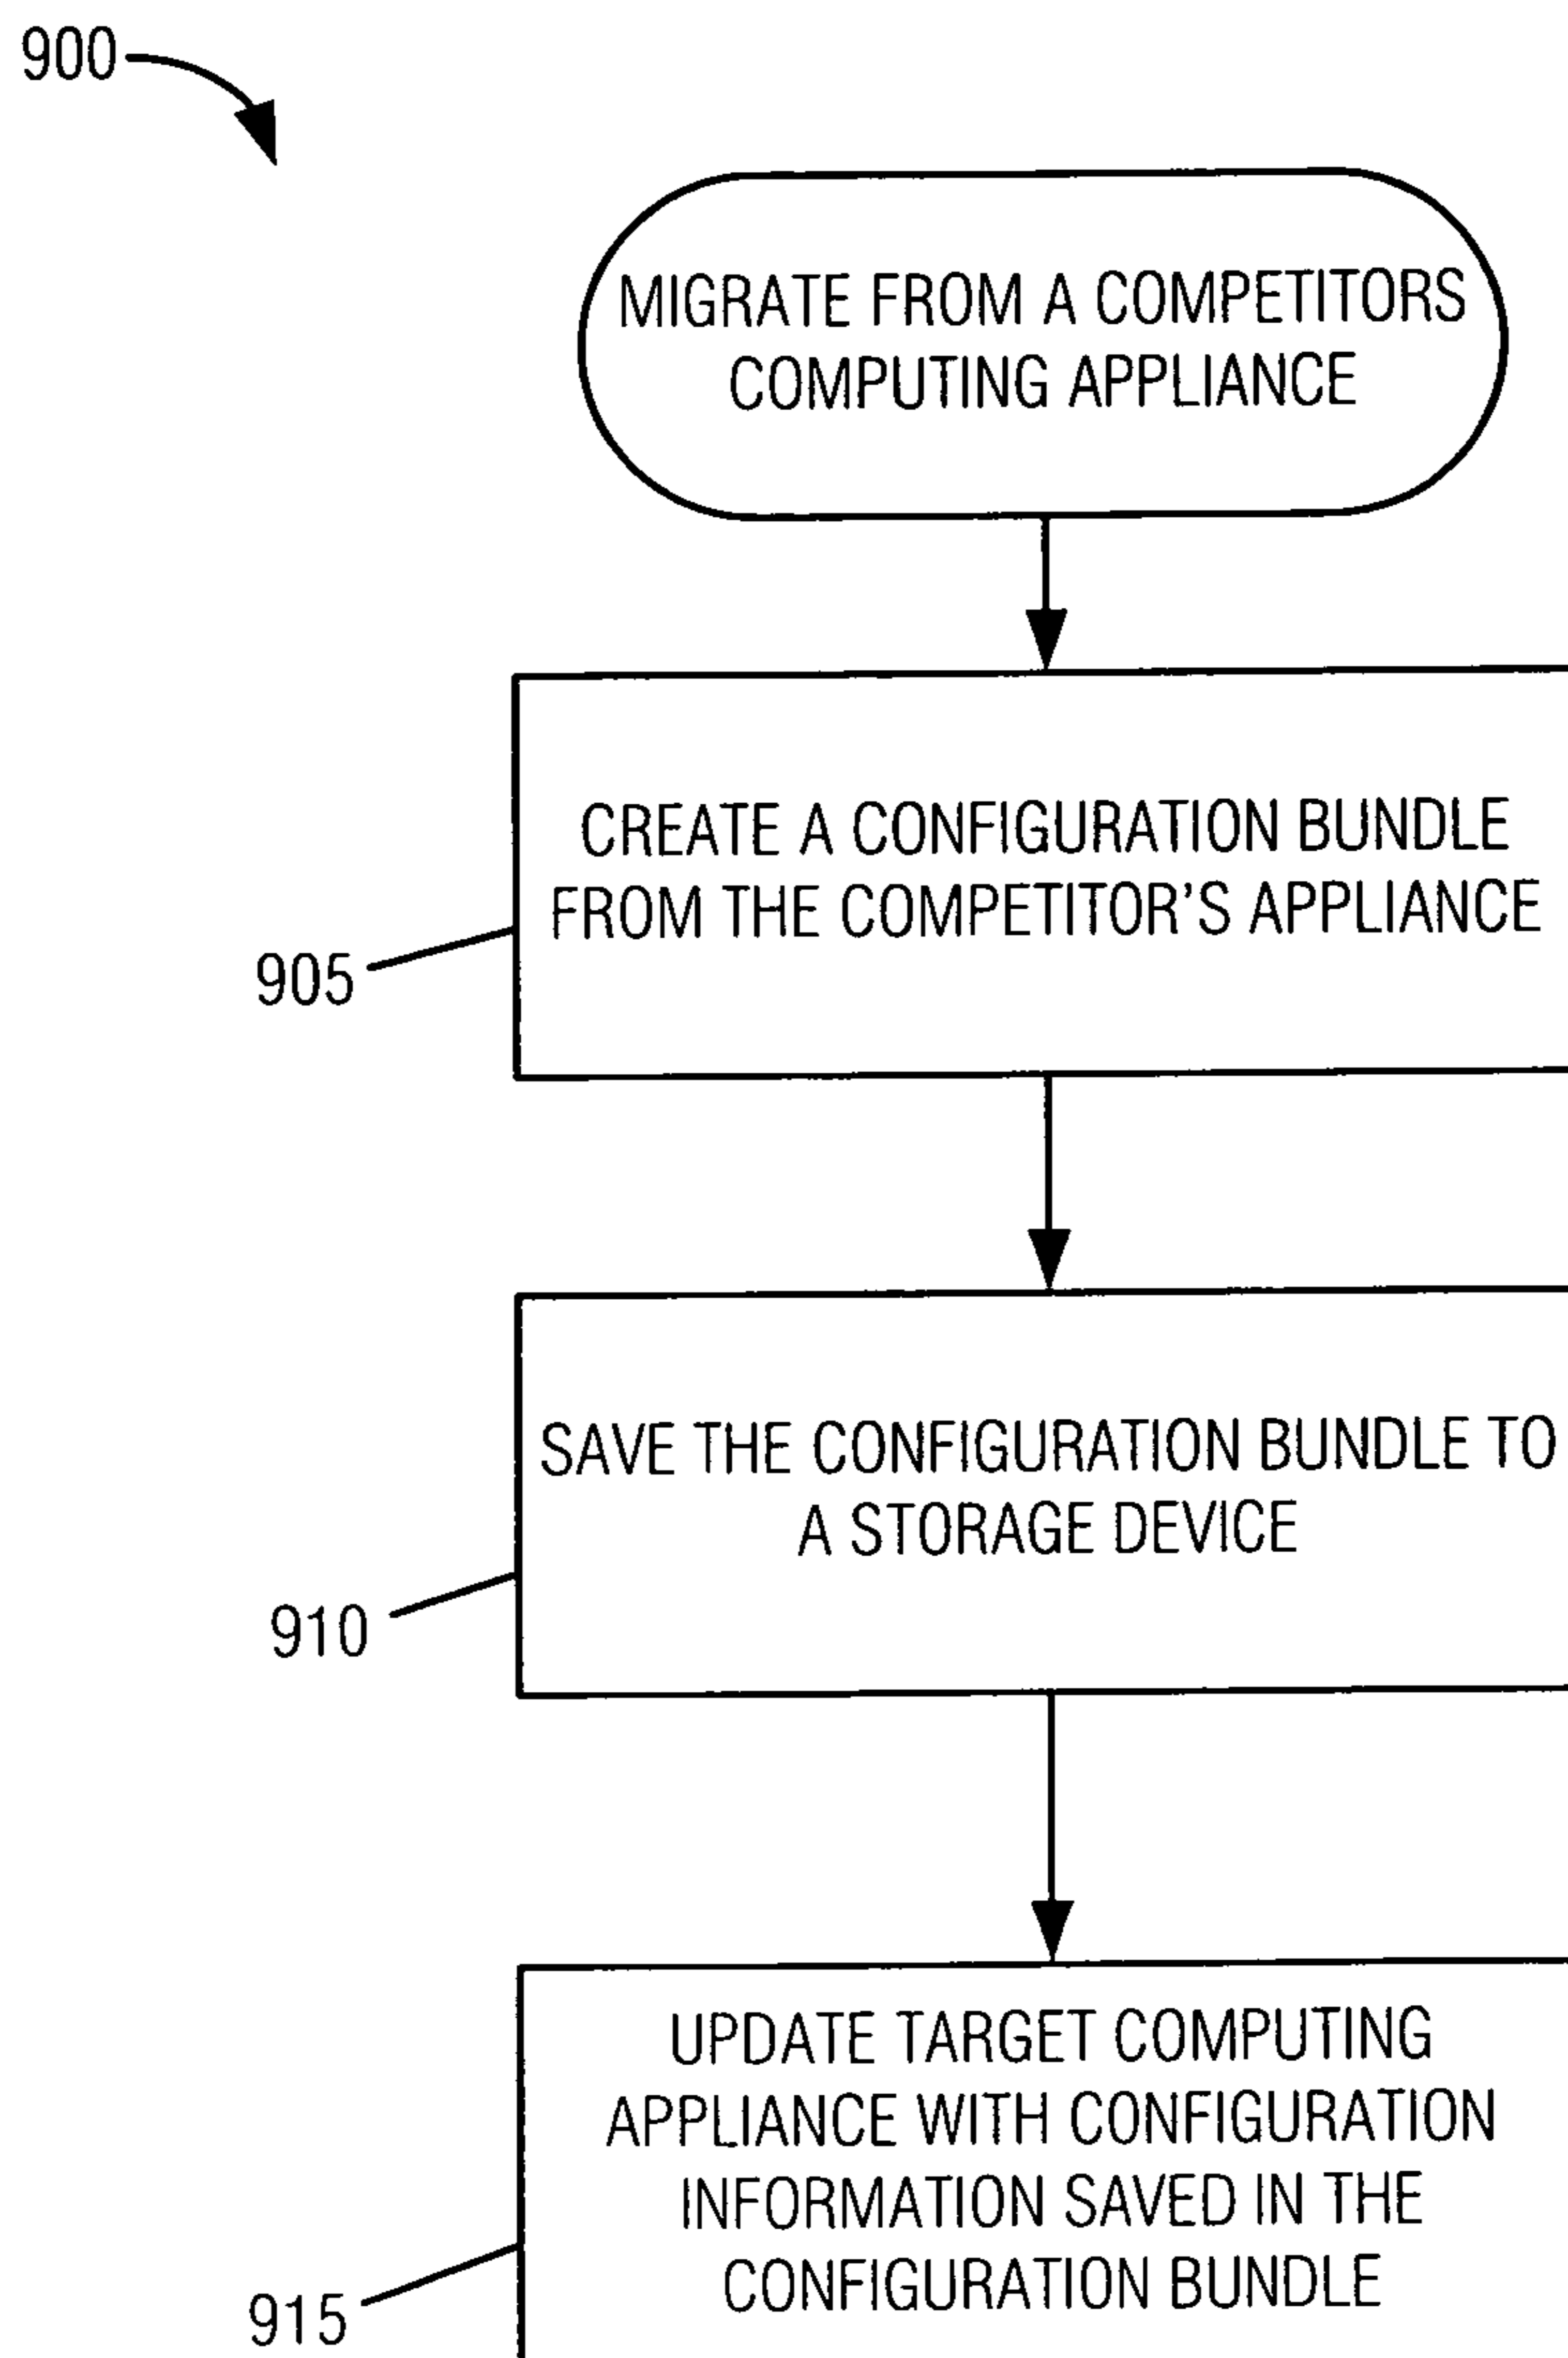 900
MIGRATE FROM A COMPETITORS
COMPUTING APPLIANCE
CREATE A CONFIGURATION BUNDLE
FROM THE COMPETITOR'S APPLIANCE
905
SAVE THE CONFIGURATION BUNDLE TO
A STORAGE DEVICE
910
UPDATE TARGET COMPUTING
APPLIANCE WITH CONFIGURATION
INFORMATION SAVED IN THE
CONFIGURATION BUNDLE
915